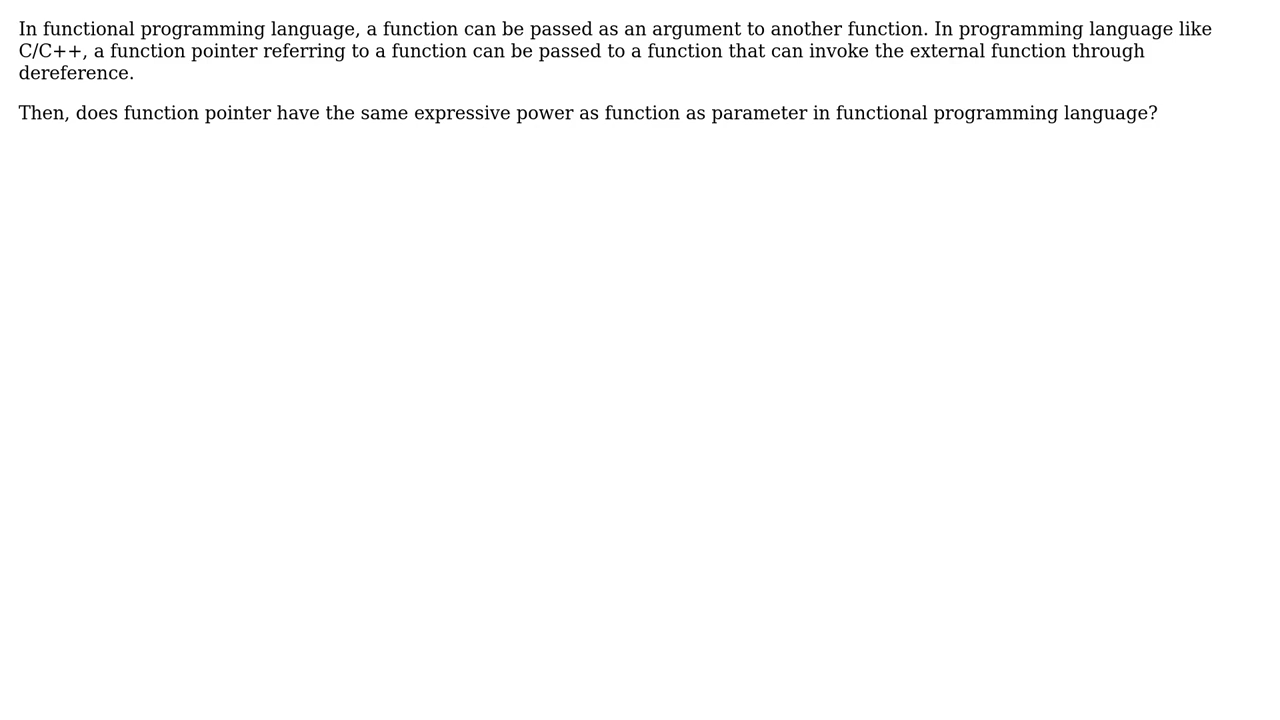 In functional programming language, a function can be passed as an argument to another function. In programming language like
C/C++, a function pointer referring to a function can be passed to a function that can invoke the external function through
dereference.
Then, does function pointer have the same expressive power as function as parameter in functional programming language?